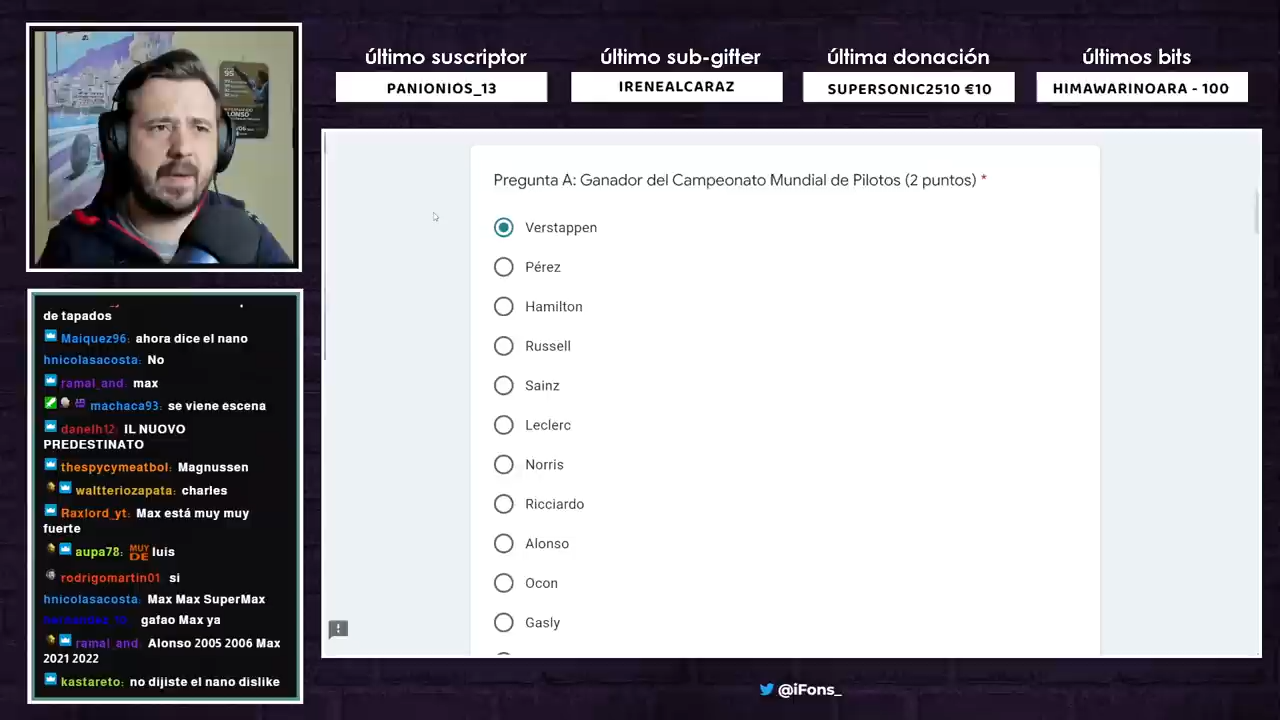 último suscriptor
PANIONIOS_13
último sub-gifter
IRENEALCARAZ
última donación
SUPERSONIC2510 €10
últimos bits
HIMAWARINOARA - 100
ALONSO
Pregunta A: Ganador del Campeonato Mundial de Pilotos (2 puntos) *
Verstappen
Pérez
Hamilton
Russell
Sainz
Leclerc
Norris
Ricciardo
Alonso
Ocon
Gasly
de tapados
Maiquez96: ahora dice el nano
hnicolasacosta: No
ramal_and: max
machaca93: se viene escena
danelh12: IL NUOVO
PREDESTINATO
thespycymeatbol: Magnussen
waltteriozapata: charles
Raxlord_yt: Max está muy muy
fuerte
aupa78: MUY DE luis
rodrigomartin01: si
hnicolasacosta: Max Max SuperMax
hernandez_10: gafao Max ya
ramal_and: Alonso 2005 2006 Max
2021 2022
kastareto: no dijiste el nano dislike
@iFons_